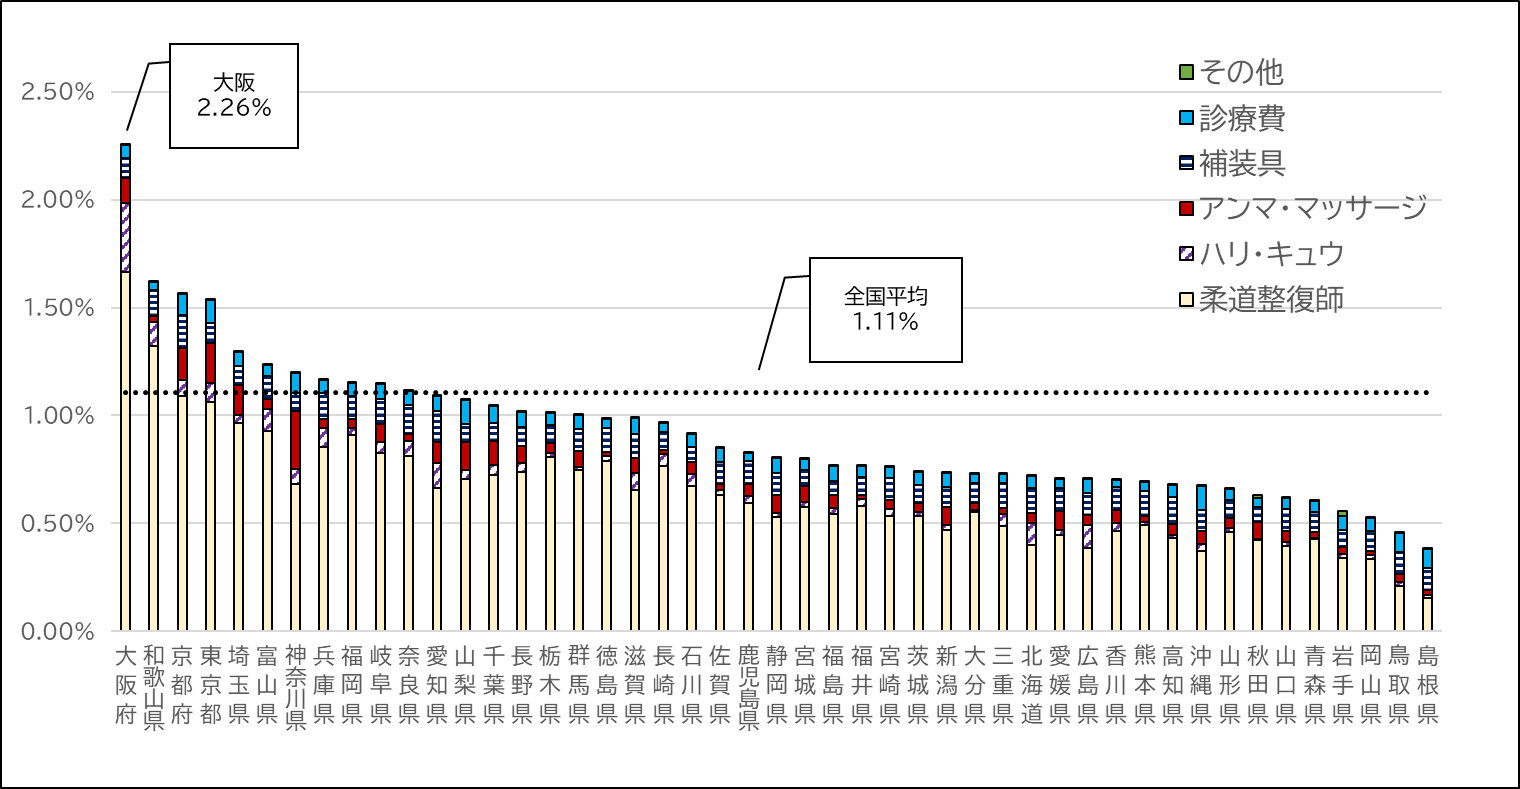 大阪
2.26%
2.50%
2.00%
1.50%
1.00%
0.50%
0.00%
その他
診療費
補装具
アンマ・マッサージ
ハリ・キュウ
柔道整復師
全国平均
1.11%
大阪府
和歌山県
京都府
東京都
埼玉県
富山県
神奈川県
兵庫県
福岡県
岐阜県
奈良県
愛知県
山梨県
千葉県
長野県
栃木県
群馬県
徳島県
滋賀県
長崎県
石川県
佐賀県
鹿児島県
静岡県
宮城県
福島県
福井県
宮崎県
茨城県
新潟県
大分県
三重県
北海道
愛媛県
広島県
香川県
熊本県
高知県
沖縄県
山形県
秋田県
山口県
青森県
岩手県
岡山県
鳥取県
島根県